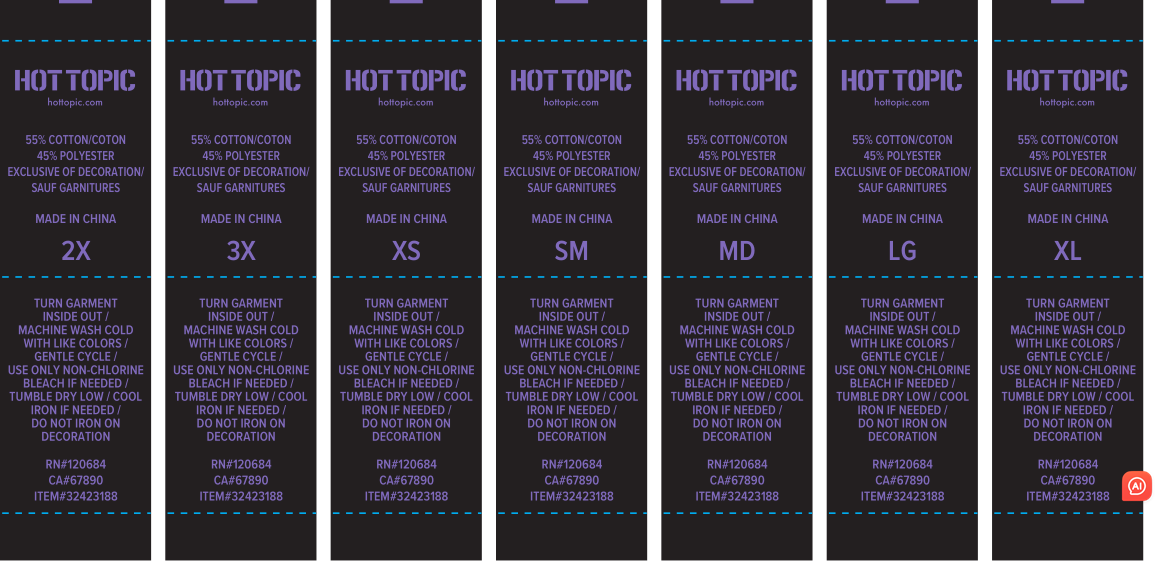 HOT TOPIC
hottopic.com
55% COTTON/COTON
45% POLYESTER
EXCLUSIVE OF DECORATION/
SAUF GARNITURES
MADE IN CHINA
2X
TURN GARMENT
INSIDE OUT /
MACHINE WASH COLD
WITH LIKE COLORS /
GENTLE CYCLE /
USE ONLY NON-CHLORINE
BLEACH IF NEEDED /
TUMBLE DRY LOW / COOL
IRON IF NEEDED /
DO NOT IRON ON
DECORATION
RN#120684
CA#67890
ITEM#32423188
HOT TOPIC
hottopic.com
55% COTTON/COTON
45% POLYESTER
EXCLUSIVE OF DECORATION/
SAUF GARNITURES
MADE IN CHINA
3X
TURN GARMENT
INSIDE OUT /
MACHINE WASH COLD
WITH LIKE COLORS /
GENTLE CYCLE /
USE ONLY NON-CHLORINE
BLEACH IF NEEDED /
TUMBLE DRY LOW / COOL
IRON IF NEEDED /
DO NOT IRON ON
DECORATION
RN#120684
CA#67890
ITEM#32423188
HOT TOPIC
hottopic.com
55% COTTON/COTON
45% POLYESTER
EXCLUSIVE OF DECORATION/
SAUF GARNITURES
MADE IN CHINA
XS
TURN GARMENT
INSIDE OUT /
MACHINE WASH COLD
WITH LIKE COLORS /
GENTLE CYCLE /
USE ONLY NON-CHLORINE
BLEACH IF NEEDED /
TUMBLE DRY LOW / COOL
IRON IF NEEDED /
DO NOT IRON ON
DECORATION
RN#120684
CA#67890
ITEM#32423188
HOT TOPIC
hottopic.com
55% COTTON/COTON
45% POLYESTER
EXCLUSIVE OF DECORATION/
SAUF GARNITURES
MADE IN CHINA
SM
TURN GARMENT
INSIDE OUT /
MACHINE WASH COLD
WITH LIKE COLORS /
GENTLE CYCLE /
USE ONLY NON-CHLORINE
BLEACH IF NEEDED /
TUMBLE DRY LOW / COOL
IRON IF NEEDED /
DO NOT IRON ON
DECORATION
RN#120684
CA#67890
ITEM#32423188
HOT TOPIC
hottopic.com
55% COTTON/COTON
45% POLYESTER
EXCLUSIVE OF DECORATION/
SAUF GARNITURES
MADE IN CHINA
MD
TURN GARMENT
INSIDE OUT /
MACHINE WASH COLD
WITH LIKE COLORS /
GENTLE CYCLE /
USE ONLY NON-CHLORINE
BLEACH IF NEEDED /
TUMBLE DRY LOW / COOL
IRON IF NEEDED /
DO NOT IRON ON
DECORATION
RN#120684
CA#67890
ITEM#32423188
HOT TOPIC
hottopic.com
55% COTTON/COTON
45% POLYESTER
EXCLUSIVE OF DECORATION/
SAUF GARNITURES
MADE IN CHINA
LG
TURN GARMENT
INSIDE OUT /
MACHINE WASH COLD
WITH LIKE COLORS /
GENTLE CYCLE /
USE ONLY NON-CHLORINE
BLEACH IF NEEDED /
TUMBLE DRY LOW / COOL
IRON IF NEEDED /
DO NOT IRON ON
DECORATION
RN#120684
CA#67890
ITEM#32423188
HOT TOPIC
hottopic.com
55% COTTON/COTON
45% POLYESTER
EXCLUSIVE OF DECORATION/
SAUF GARNITURES
MADE IN CHINA
XL
TURN GARMENT
INSIDE OUT /
MACHINE WASH COLD
WITH LIKE COLORS /
GENTLE CYCLE /
USE ONLY NON-CHLORINE
BLEACH IF NEEDED /
TUMBLE DRY LOW / COOL
IRON IF NEEDED /
DO NOT IRON ON
DECORATION
RN#120684
CA#67890
ITEM#32423188
AI